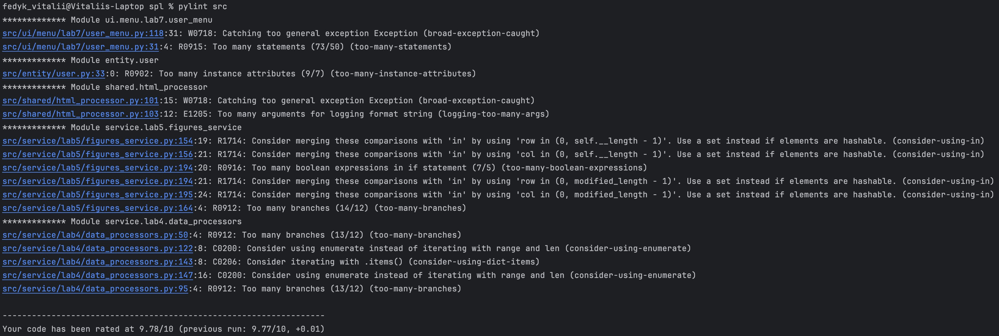 fedyk_vitalii@Vitaliis-Laptop spl % pylint src
************* Module ui.menu.lab7.user_menu
src/ui/menu/lab7/user_menu.py:118:31: W0718: Catching too general exception Exception (broad-exception-caught)
src/ui/menu/lab7/user_menu.py:31:4: R0915: Too many statements (73/50) (too-many-statements)
************* Module entity.user
src/entity/user.py:33:0: R0902: Too many instance attributes (9/7) (too-many-instance-attributes)
************* Module shared.html_processor
src/shared/html_processor.py:101:15: W0718: Catching too general exception Exception (broad-exception-caught)
src/shared/html_processor.py:103:12: E1205: Too many arguments for logging format string (logging-too-many-args)
************* Module service.lab5.figures_service
src/service/lab5/figures_service.py:154:19: R1714: Consider merging these comparisons with 'in' by using 'row in (0, self.__length - 1)'. Use a set instead if elements are hashable. (consider-using-in)
src/service/lab5/figures_service.py:156:21: R1714: Consider merging these comparisons with 'in' by using 'col in (0, self.__length - 1)'. Use a set instead if elements are hashable. (consider-using-in)
src/service/lab5/figures_service.py:194:20: R0916: Too many boolean expressions in if statement (7/5) (too-many-boolean-expressions)
src/service/lab5/figures_service.py:194:21: R1714: Consider merging these comparisons with 'in' by using 'row in (0, modified_length - 1)'. Use a set instead if elements are hashable. (consider-using-in)
src/service/lab5/figures_service.py:195:24: R1714: Consider merging these comparisons with 'in' by using 'col in (0, modified_length - 1)'. Use a set instead if elements are hashable. (consider-using-in)
src/service/lab5/figures_service.py:164:4: R0912: Too many branches (14/12) (too-many-branches)
************* Module service.lab4.data_processors
src/service/lab4/data_processors.py:50:4: R0912: Too many branches (13/12) (too-many-branches)
src/service/lab4/data_processors.py:122:8: C0200: Consider using enumerate instead of iterating with range and len (consider-using-enumerate)
src/service/lab4/data_processors.py:143:8: C0206: Consider iterating with .items() (consider-using-dict-items)
src/service/lab4/data_processors.py:147:16: C0200: Consider using enumerate instead of iterating with range and len (consider-using-enumerate)
src/service/lab4/data_processors.py:95:4: R0912: Too many branches (13/12) (too-many-branches)
------------------------------------------------------------------
Your code has been rated at 9.78/10 (previous run: 9.77/10, +0.01)